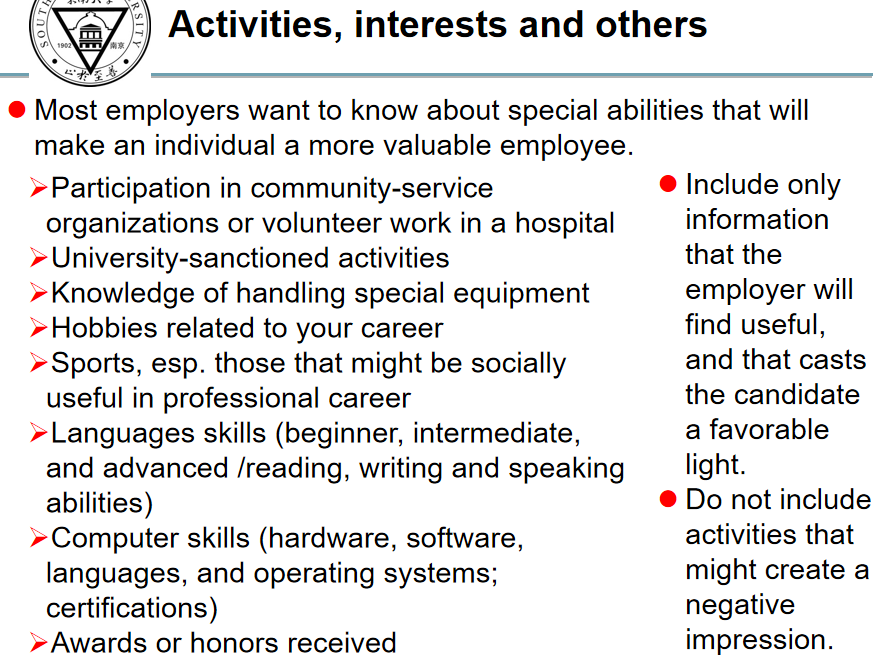 SOUTH
ERSITY
1902
南京
Activities, interests and others
Most employers want to know about special abilities that will
make an individual a more valuable employee.
Participation in community-service
organizations or volunteer work in a hospital
University-sanctioned activities
Knowledge of handling special equipment
Hobbies related to your career
Sports, esp. those that might be socially
useful in professional career
Languages skills (beginner, intermediate,
and advanced /reading, writing and speaking
abilities)
Computer skills (hardware, software,
languages, and operating systems;
certifications)
Awards or honors received
Include only
information
that the
employer will
find useful,
and that casts
the candidate
a favorable
light.
Do not include
activities that
might create a
negative
impression.